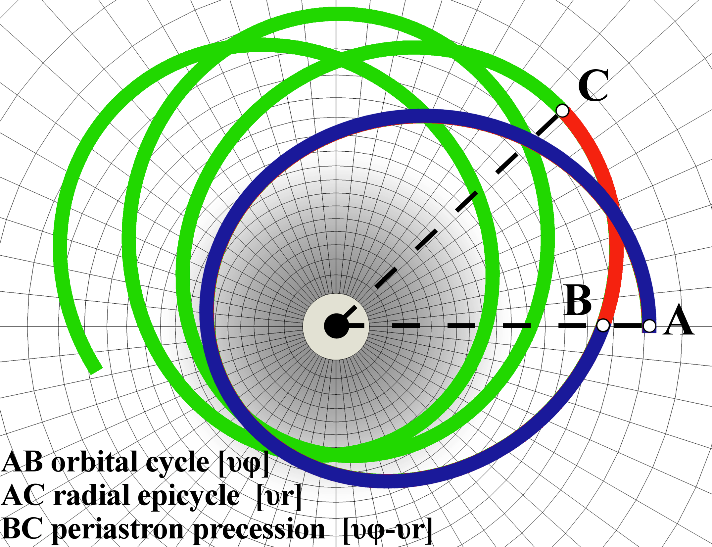 C
B
A
AB orbital cycle [υφ]
AC radial epicycle [υr]
BC periastron precession [υφ-υr]